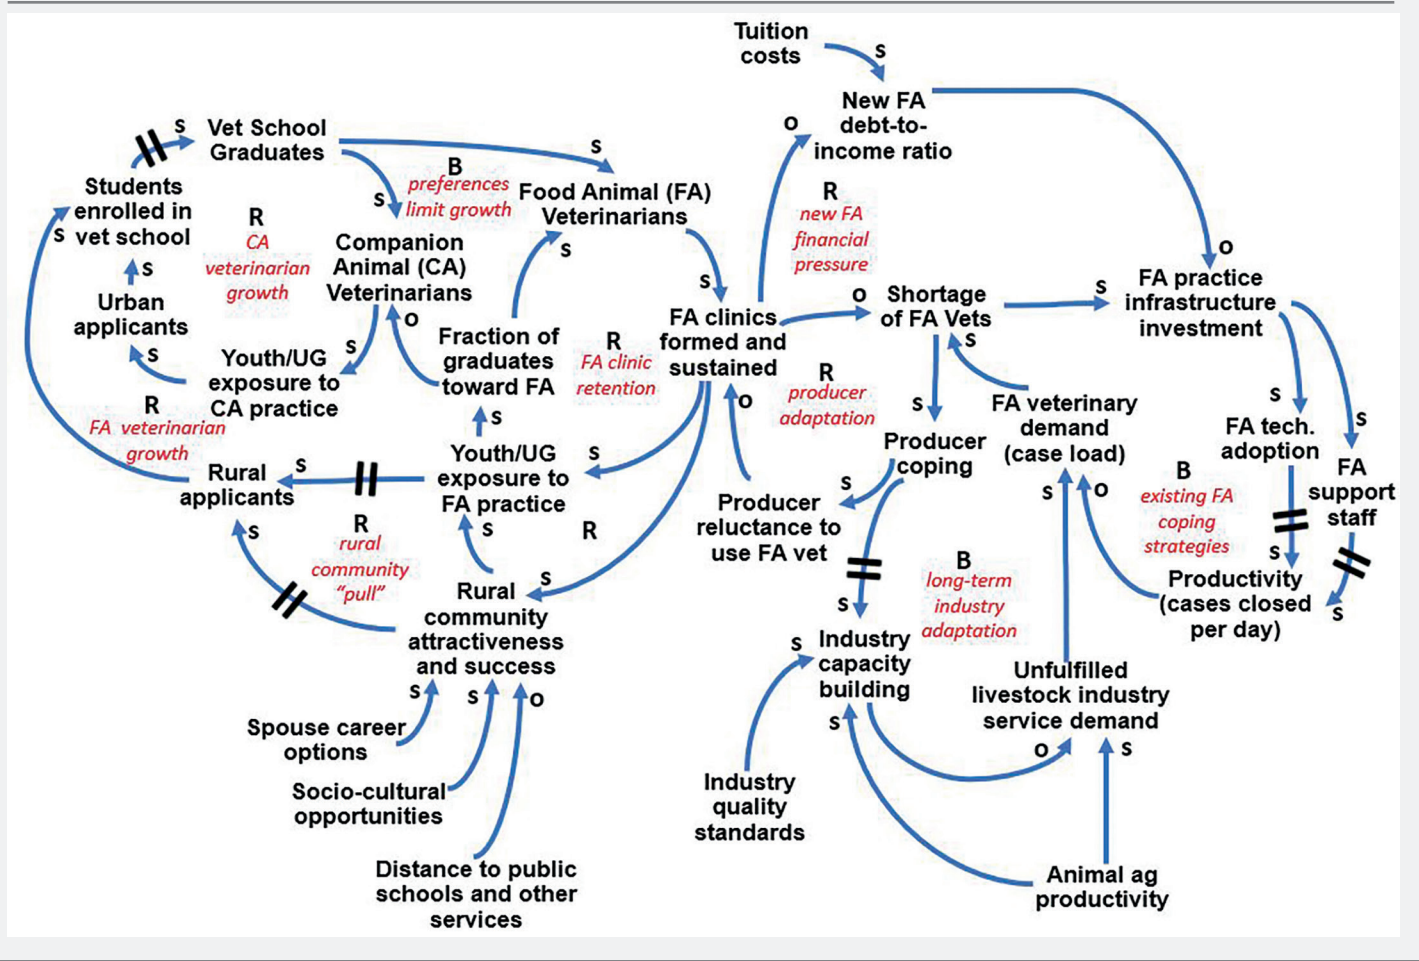 Tuition
costs
s
New FA
debt-to-
income ratio
o
s
Vet School
Graduates
s
s
B
preferences
limit growth
Food Animal (FA)
Veterinarians
s
s
Students
enrolled in
vet school
s
R
CA
veterinarian
growth
Companion
Animal (CA)
Veterinarians
R
new FA
financial
pressure
o
FA practice
infrastructure
investment
s
Urban
applicants
s
Youth/UG
exposure to
CA practice
s
o
Fraction of
graduates
toward FA
R
FA clinic
retention
FA clinics
formed and
sustained
o
Shortage
of FA Vets
s
s
R
producer
adaptation
s
FA veterinary
demand
(case load)
s
FA tech.
adoption
s
FA
support
staff
R
FA veterinarian
growth
Rural
applicants
s
s
Youth/UG
exposure to
FA practice
s
o
Producer
coping
s
Producer
reluctance to
use FA vet
s
o
B
existing FA
coping
strategies
s
Productivity
(cases closed
per day)
s
s
R
rural
community
“pull”
s
R
s
Rural
community
attractiveness
and success
s
s
o
B
long-term
industry
adaptation
s
Industry
capacity
building
s
s
Unfulfilled
livestock industry
service demand
o
s
Spouse career
options
Socio-cultural
opportunities
Distance to public
schools and other
services
Industry
quality
standards
Animal ag
productivity